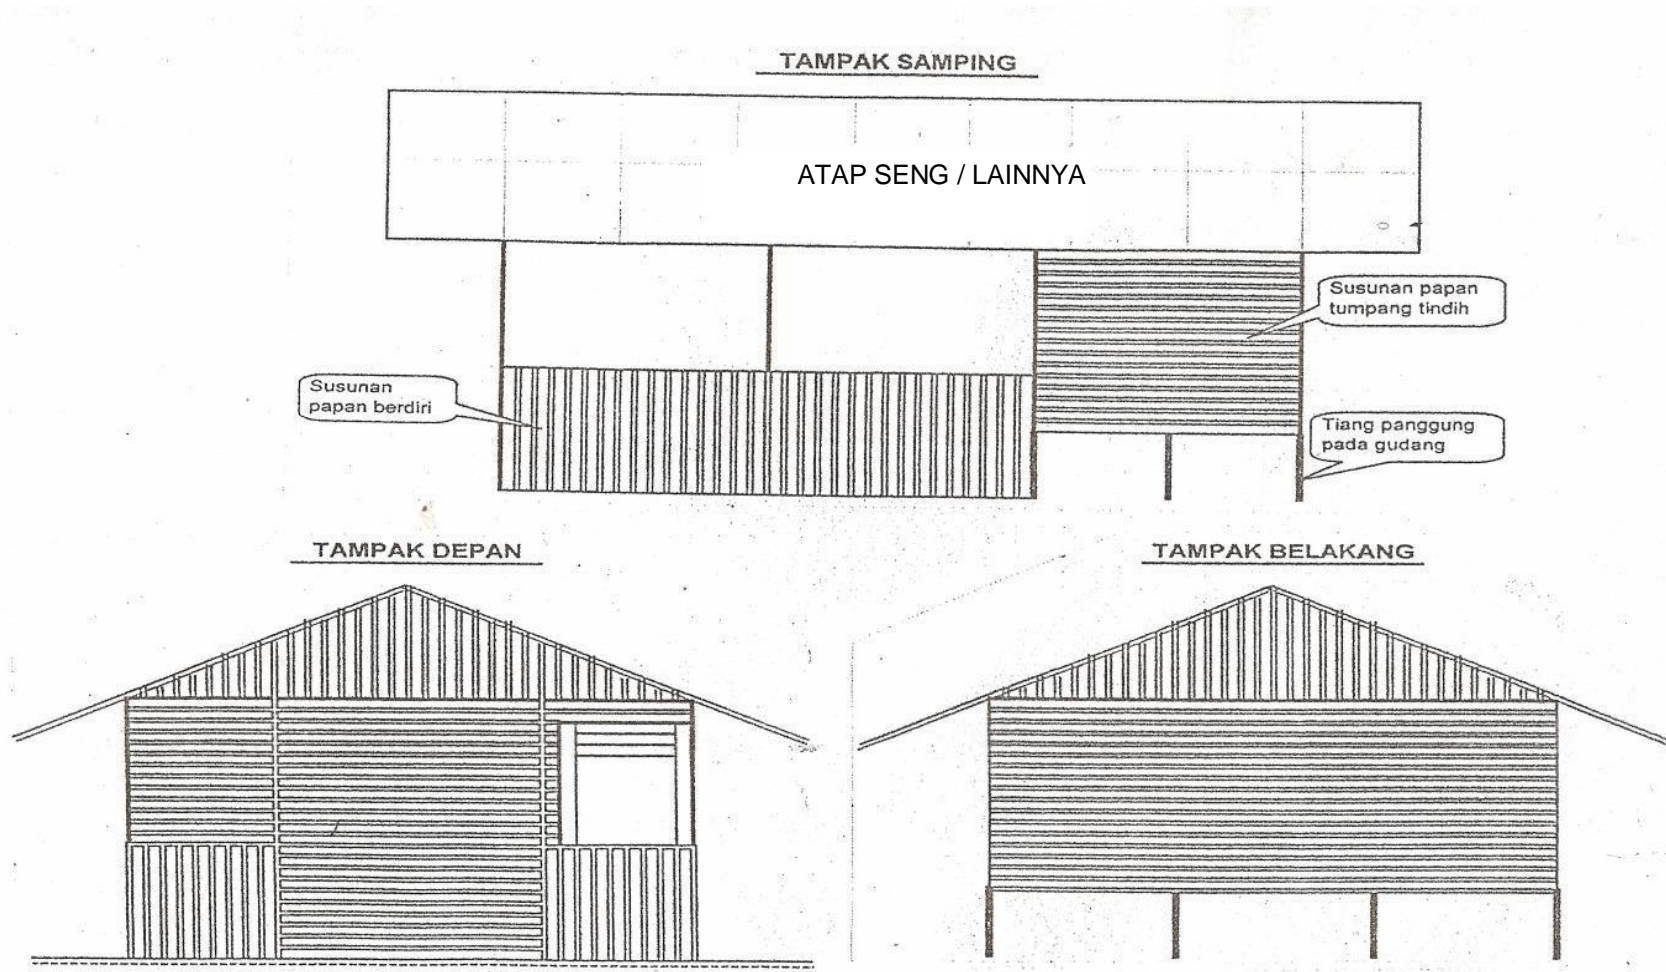 TAMPAK SAMPING
ATAP SENG / LAINNYA
Susunan papan
tumpang tindih
Susunan
papan berdiri
Tiang panggung
pada gudang
TAMPAK DEPAN
TAMPAK BELAKANG